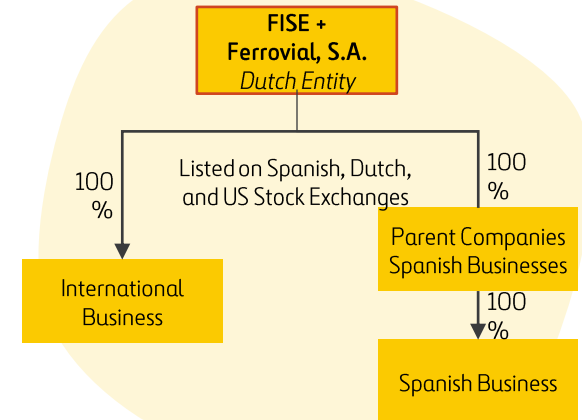 FISE +
Ferrovial, S.A.
Dutch Entity
Listed on Spanish, Dutch,
and US Stock Exchanges
100
%
100
%
Parent Companies
Spanish Businesses
International
Business
100
%
Spanish Business